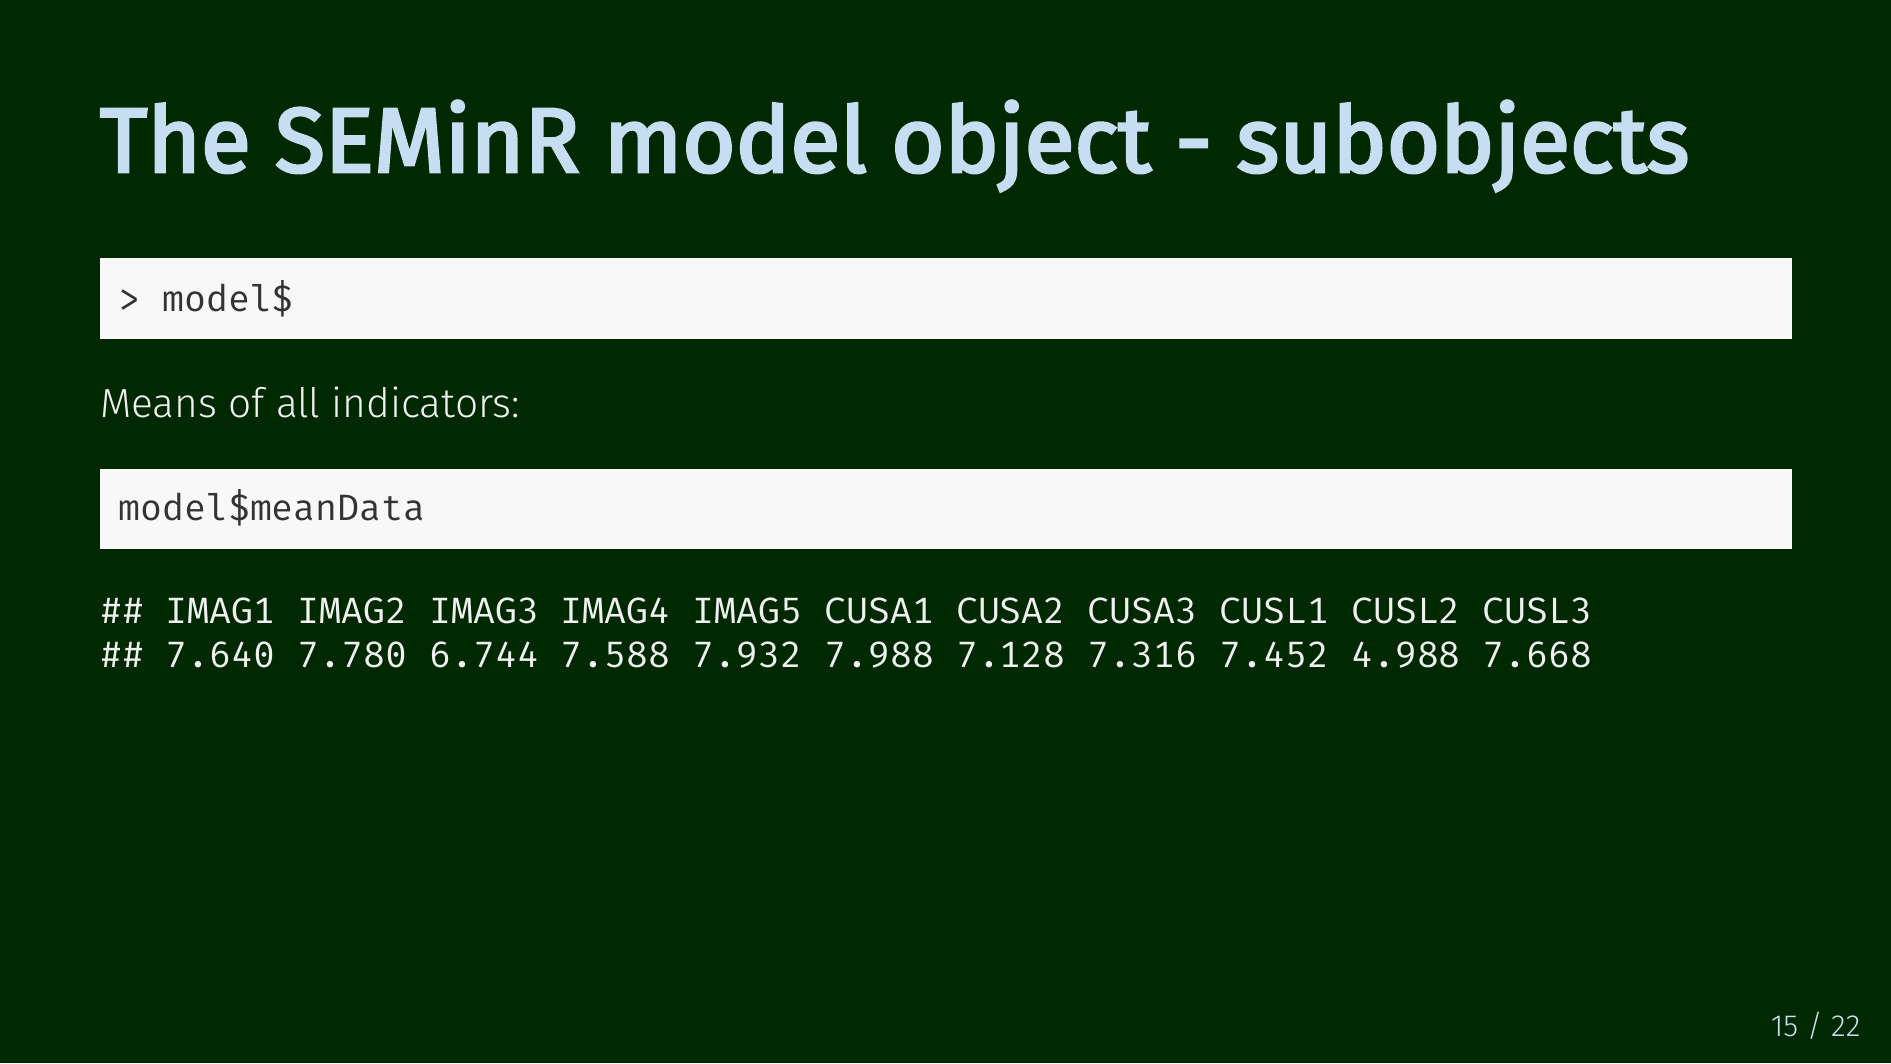 The SEMinR model object - subobjects
> model$
Means of all indicators:
model$meanData
## IMAG1 IMAG2 IMAG3 IMAG4 IMAG5 CUSA1 CUSA2 CUSA3 CUSL1 CUSL2 CUSL3
## 7.640 7.780 6.744 7.588 7.932 7.988 7.128 7.316 7.452 4.988 7.668
15 / 22